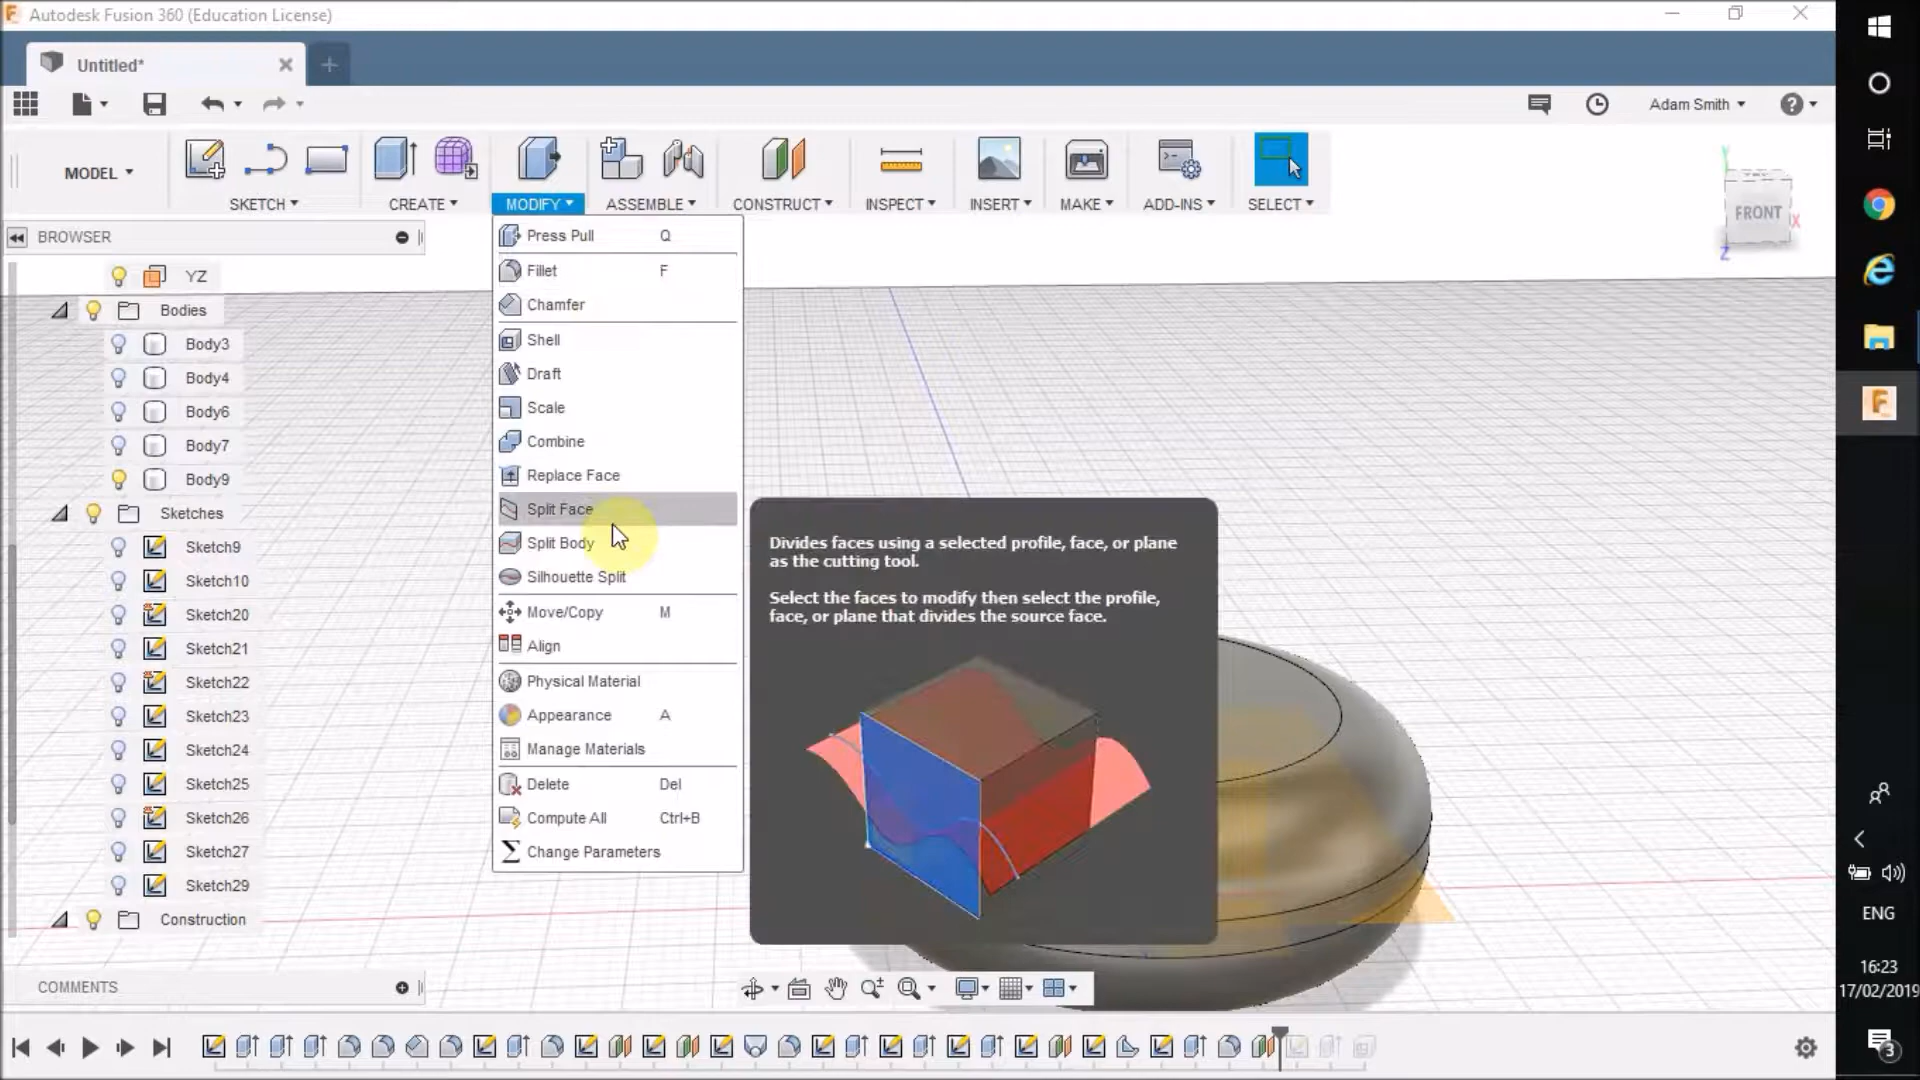 Autodesk Fusion 360 (Education License)
Untitled*
Adam Smith
MODEL
SKETCH
CREATE
MODIFY
ASSEMBLE
CONSTRUCT
INSPECT
INSERT
MAKE
ADD-INS
SELECT
FRONT
Y
X
Z
BROWSER
YZ
Bodies
Body3
Body4
Body6
Body7
Body9
Sketches
Sketch9
Sketch10
Sketch20
Sketch21
Sketch22
Sketch23
Sketch24
Sketch25
Sketch26
Sketch27
Sketch29
Construction
COMMENTS
Press Pull Q
Fillet F
Chamfer
Shell
Draft
Scale
Combine
Replace Face
Split Face
Split Body
Silhouette Split
Move/Copy M
Align
Physical Material
Appearance A
Manage Materials
Delete Del
Compute All Ctrl+B
Change Parameters
Divides faces using a selected profile, face, or plane
as the cutting tool.
Select the faces to modify then select the profile,
face, or plane that divides the source face.
ENG
16:23
17/02/2019
3